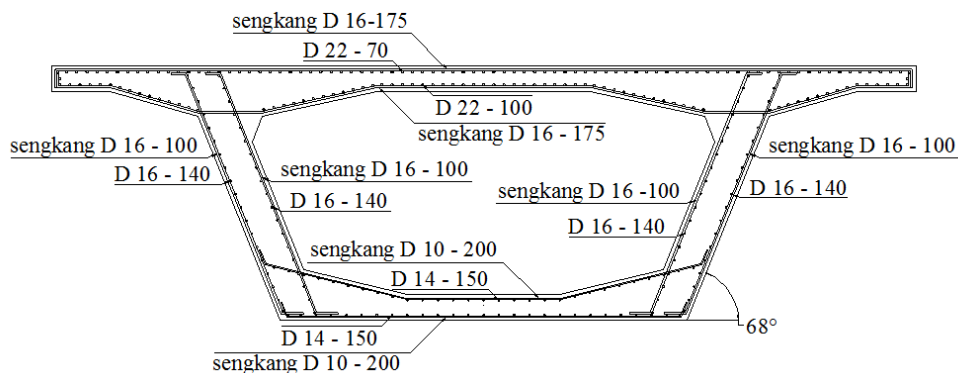 sengkang D 16-175
D 22 - 70
D 22 - 100
sengkang D 16 - 175
sengkang D 16 - 100
D 16 - 140
sengkang D 16 - 100
D 16 - 140
sengkang D 16 -100
D 16 - 140
sengkang D 16 - 100
D 16 - 140
sengkang D 10 - 200
D 14 - 150
68°
D 14 - 150
sengkang D 10 - 200